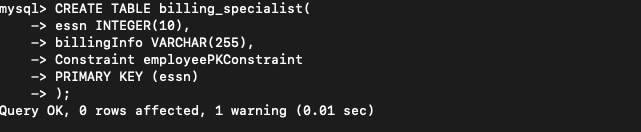 mysql> CREATE TABLE billing_specialist(
    -> essn INTEGER(10),
    -> billingInfo VARCHAR(255),
    -> Constraint employeePKConstraint
    -> PRIMARY KEY (essn)
    -> );
Query OK, 0 rows affected, 1 warning (0.01 sec)